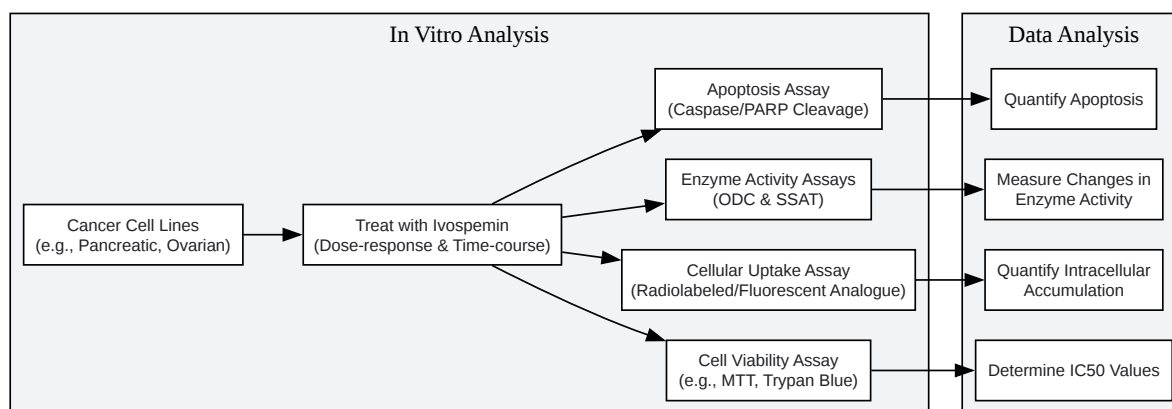 In Vitro Analysis
Data Analysis
Apoptosis Assay
(Caspase/PARP Cleavage)
Quantify Apoptosis
Enzyme Activity Assays
(ODC & SSAT)
Measure Changes in
Enzyme Activity
Cancer Cell Lines
(e.g., Pancreatic, Ovarian)
Treat with Ivospemin
(Dose-response & Time-course)
Cellular Uptake Assay
(Radiolabeled/Fluorescent Analogue)
Quantify Intracellular
Accumulation
Cell Viability Assay
(e.g., MTT, Trypan Blue)
Determine IC50 Values